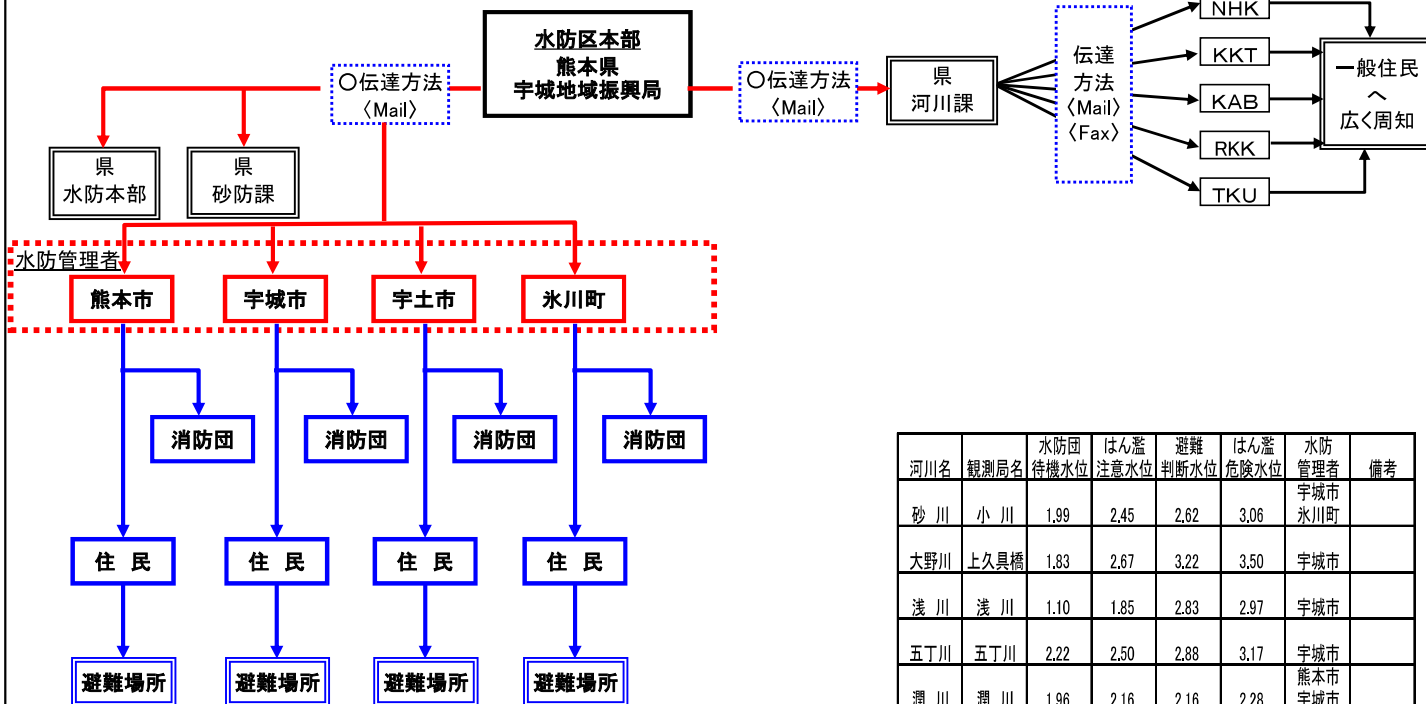 水防区本部
熊本県
宇城地域振興局
〇伝達方法
〈Mail〉
〇伝達方法
〈Mail〉
県
河川課
伝達
方法
〈Mail〉
〈Fax〉
NHK
KKT
KAB
RKK
TKU
一般住民
へ
広く周知
県
水防本部
県
砂防課
水防管理者
熊本市
宇城市
宇土市
氷川町
消防団
消防団
消防団
消防団
住 民
住 民
住 民
住 民
避難場所
避難場所
避難場所
避難場所
河川名 観測局名 水防団待機水位 はん濫注意水位 避難判断水位 はん濫危険水位 水防管理者 備考
砂 川 小 川 1.99 2.45 2.62 3.06 宇城市 氷川町
大野川 上久具橋 1.83 2.67 3.22 3.50 宇城市
浅 川 浅 川 1.10 1.85 2.83 2.97 宇城市
五丁川 五丁川 2.22 2.50 2.88 3.17 宇城市
潤 川 潤 川 1.96 2.16 2.16 2.28 熊本市 宇城市